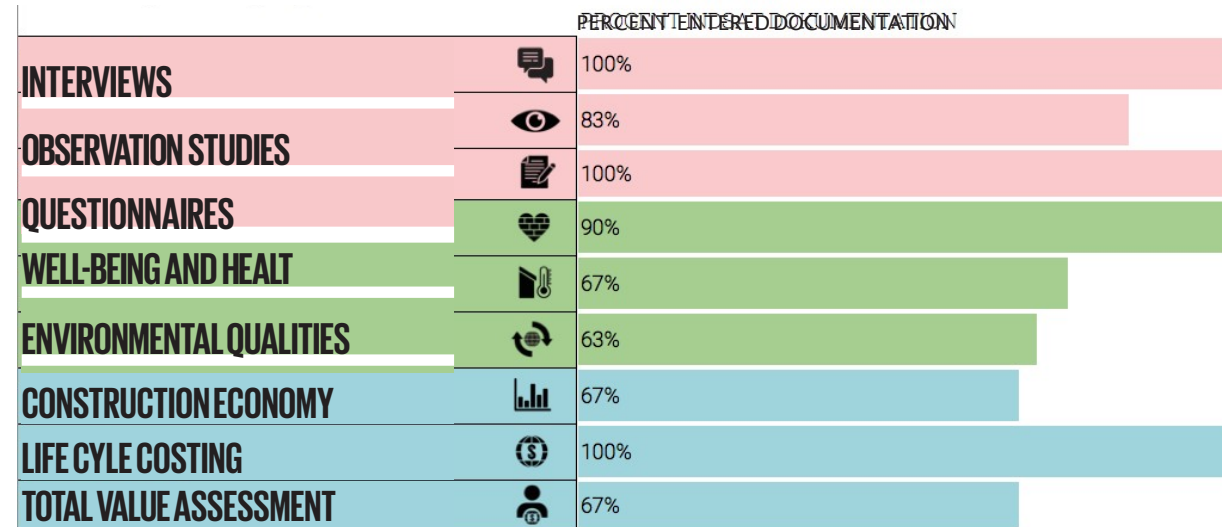 PERCENT ENTERED DOCUMENTATION
INTERVIEWS
100%
83%
OBSERVATION STUDIES
100%
QUESTIONNAIRES
90%
WELL-BEING AND HEALT
67%
ENVIRONMENTAL QUALITIES
63%
CONSTRUCTION ECONOMY
67%
LIFE CYLE COSTING
100%
TOTAL VALUE ASSESSMENT
67%